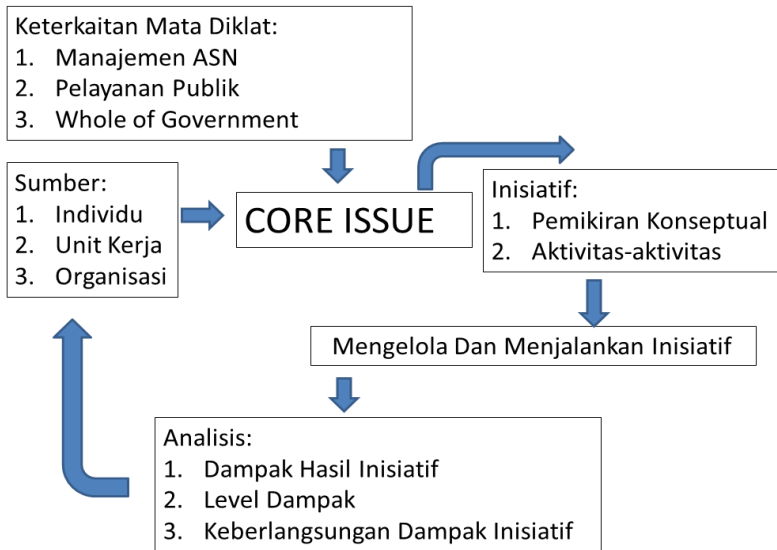 Keterkaitan Mata Diklat:
1. Manajemen ASN
2. Pelayanan Publik
3. Whole of Government
Sumber:
1. Individu
2. Unit Kerja
3. Organisasi
CORE ISSUE
Inisiatif:
1. Pemikiran Konseptual
2. Aktivitas-aktivitas
Mengelola Dan Menjalankan Inisiatif
Analisis:
1. Dampak Hasil Inisiatif
2. Level Dampak
3. Keberlangsungan Dampak Inisiatif